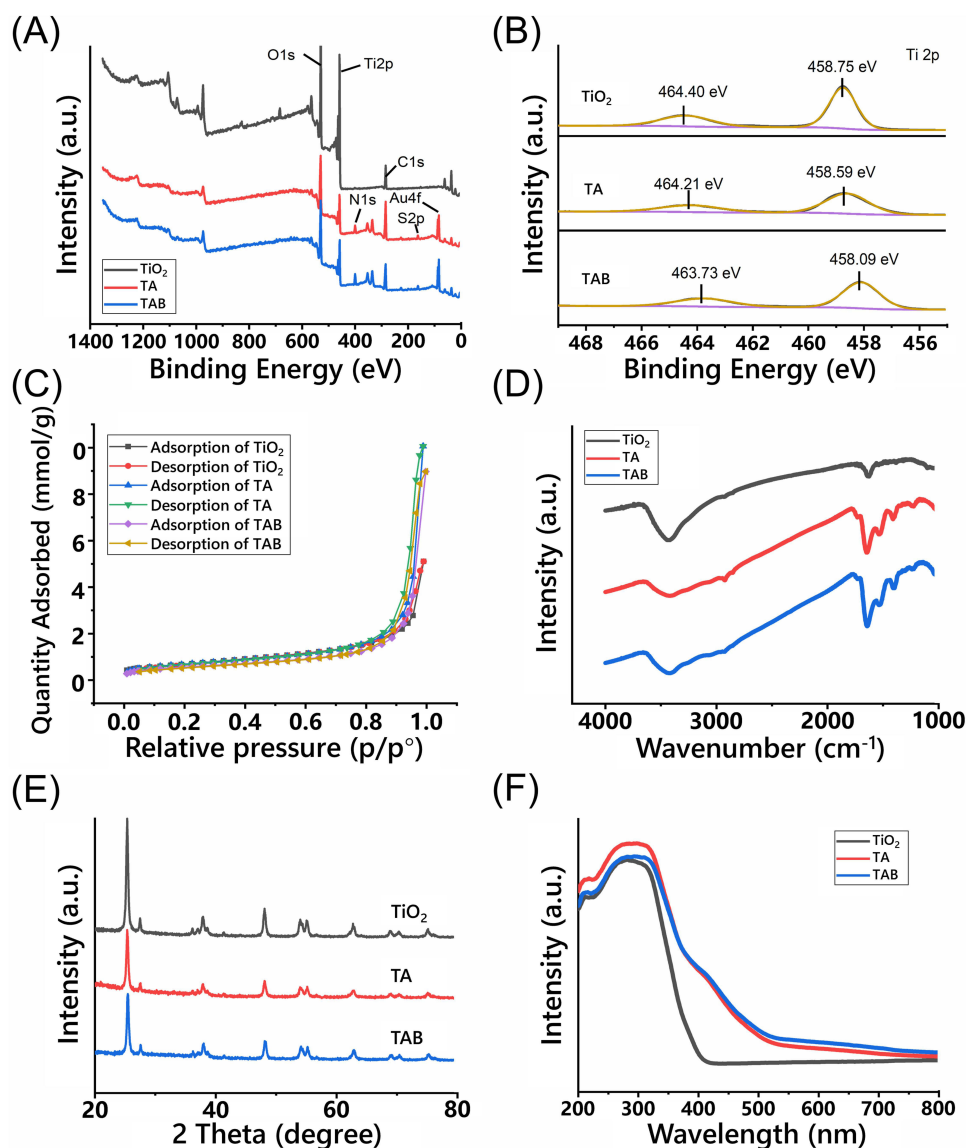 (A)
O1s
Ti2p
C1s
N1s
Au4f
S2p
TiO₂
TA
TAB
Intensity (a.u.)
1400 1200 1000 800 600 400 200 0
Binding Energy (eV)
(B)
Ti 2p
458.75 eV
464.40 eV
TiO₂
458.59 eV
464.21 eV
TA
458.09 eV
463.73 eV
TAB
Intensity (a.u.)
468 466 464 462 460 458 456
Binding Energy (eV)
(C)
Adsorption of TiO₂
Desorption of TiO₂
Adsorption of TA
Desorption of TA
Adsorption of TAB
Desorption of TAB
Quantity Adsorbed (mmol/g)
0
8
6
4
2
0
0.0 0.2 0.4 0.6 0.8 1.0
Relative pressure (p/p°)
(D)
TiO₂
TA
TAB
Intensity (a.u.)
4000 3000 2000 1000
Wavenumber (cm⁻¹)
(E)
TiO₂
TA
TAB
Intensity (a.u.)
20 40 60 80
2 Theta (degree)
(F)
TiO₂
TA
TAB
Intensity (a.u.)
200 300 400 500 600 700 800
Wavelength (nm)